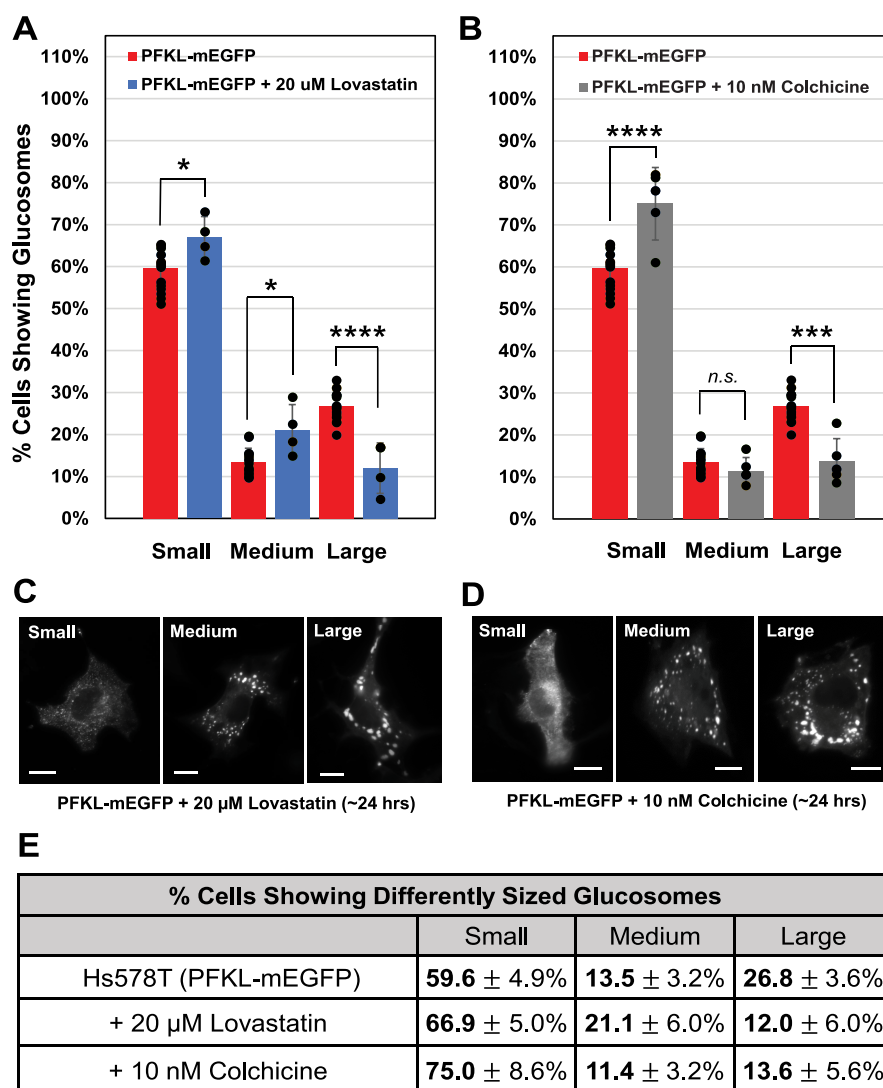 A
PFKL-mEGFP
PFKL-mEGFP + 20 uM Lovastatin
% Cells Showing Glucosomes
110%
100%
90%
80%
70%
60%
50%
40%
30%
20%
10%
0%
*
*
****
Small Medium Large
B
PFKL-mEGFP
PFKL-mEGFP + 10 nM Colchicine
110%
100%
90%
80%
70%
60%
50%
40%
30%
20%
10%
0%
****
n.s.
***
Small Medium Large
C
Small Medium Large
PFKL-mEGFP + 20 µM Lovastatin (~24 hrs)
D
Small Medium Large
PFKL-mEGFP + 10 nM Colchicine (~24 hrs)
E
% Cells Showing Differently Sized Glucosomes
Small Medium Large
Hs578T (PFKL-mEGFP) 59.6 ± 4.9% 13.5 ± 3.2% 26.8 ± 3.6%
+ 20 µM Lovastatin 66.9 ± 5.0% 21.1 ± 6.0% 12.0 ± 6.0%
+ 10 nM Colchicine 75.0 ± 8.6% 11.4 ± 3.2% 13.6 ± 5.6%